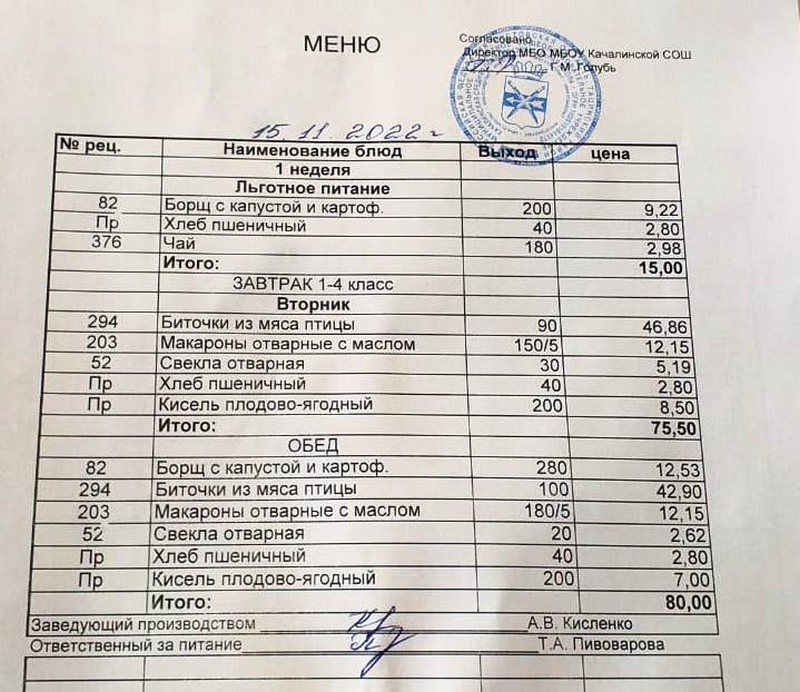 МЕНЮ
Согласовано
Директор МБО МБОУ Качалинской СОШ
Г.М. Голубь
15.11.2022 г
№ рец. Наименование блюд Выход цена
1 неделя
Льготное питание
82 Борщ с капустой и картоф. 200 9,22
Пр Хлеб пшеничный 40 2,80
376 Чай 180 2,98
Итого: 15,00
ЗАВТРАК 1-4 класс
Вторник
294 Биточки из мяса птицы 90 46,86
203 Макароны отварные с маслом 150/5 12,15
52 Свекла отварная 30 5,19
Пр Хлеб пшеничный 40 2,80
Пр Кисель плодово-ягодный 200 8,50
Итого: 75,50
ОБЕД
82 Борщ с капустой и картоф. 280 12,53
294 Биточки из мяса птицы 100 42,90
203 Макароны отварные с маслом 180/5 12,15
52 Свекла отварная 20 2,62
Пр Хлеб пшеничный 40 2,80
Пр Кисель плодово-ягодный 200 7,00
Итого: 80,00
Заведующий производством А.В. Кисленко
Ответственный за питание Т.А. Пивоварова